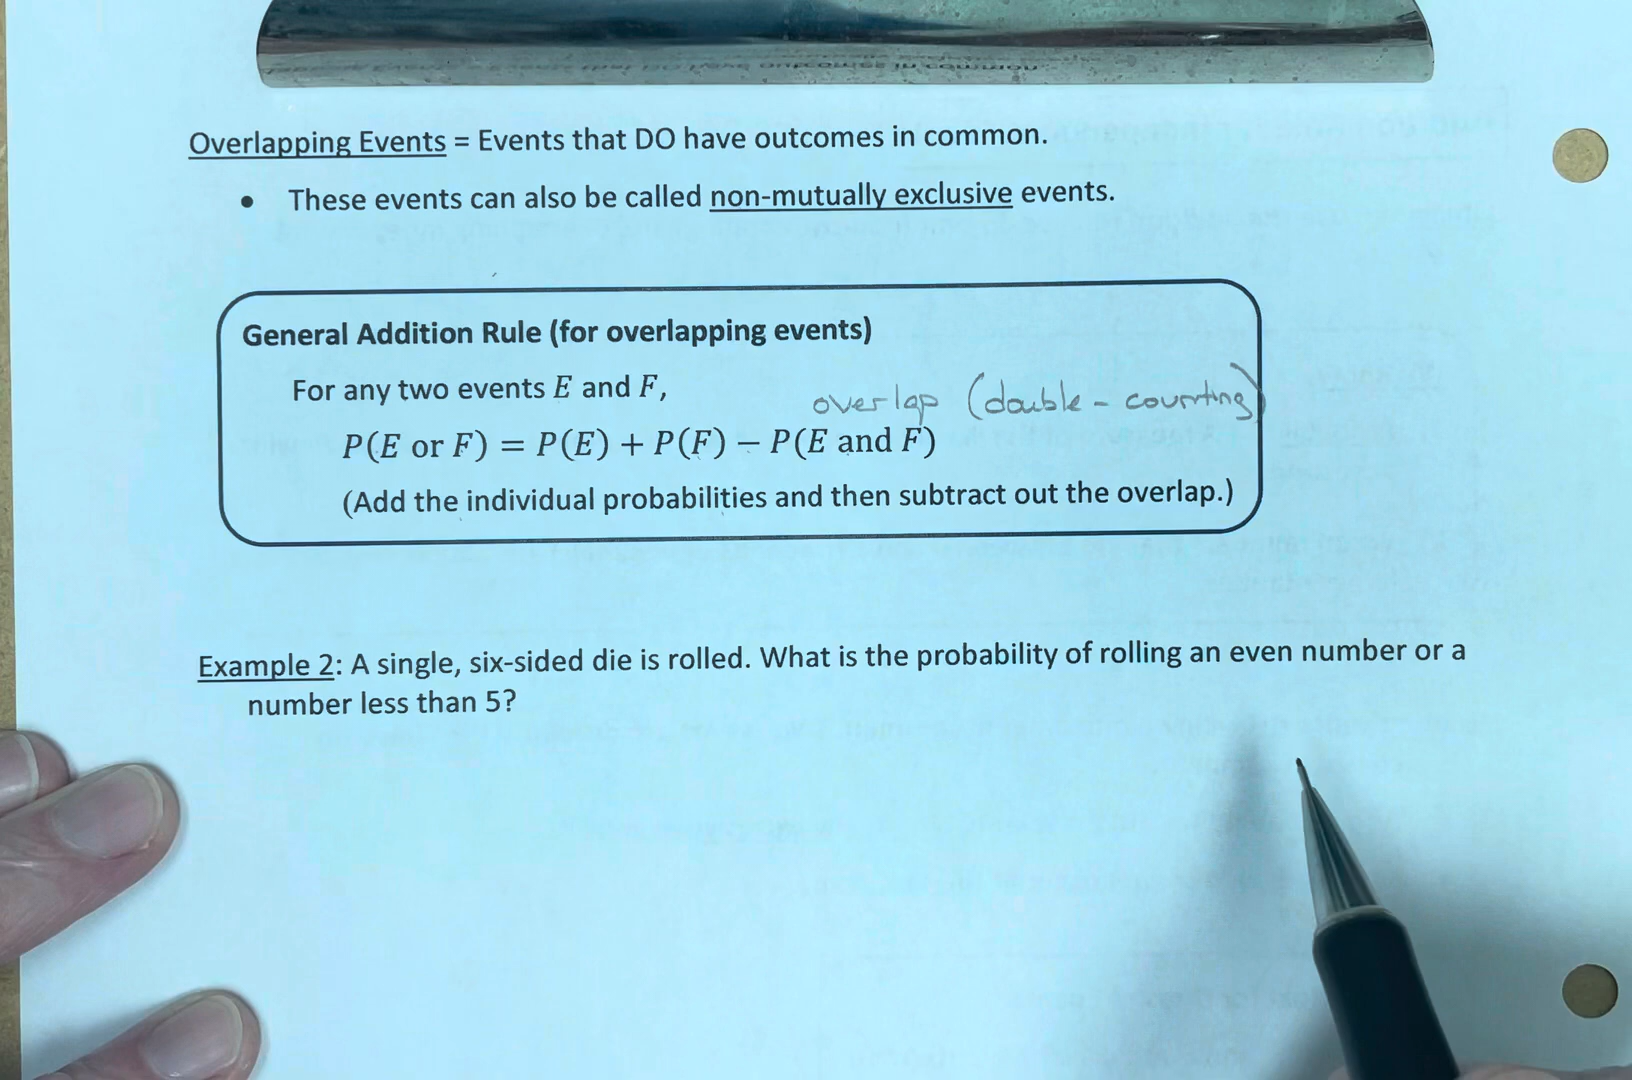 Overlapping Events = Events that DO have outcomes in common.
• These events can also be called non-mutually exclusive events.
General Addition Rule (for overlapping events)
For any two events E and F,
overlap (double-counting)
P(E or F) = P(E) + P(F) − P(E and F)
(Add the individual probabilities and then subtract out the overlap.)
Example 2: A single, six-sided die is rolled. What is the probability of rolling an even number or a
number less than 5?